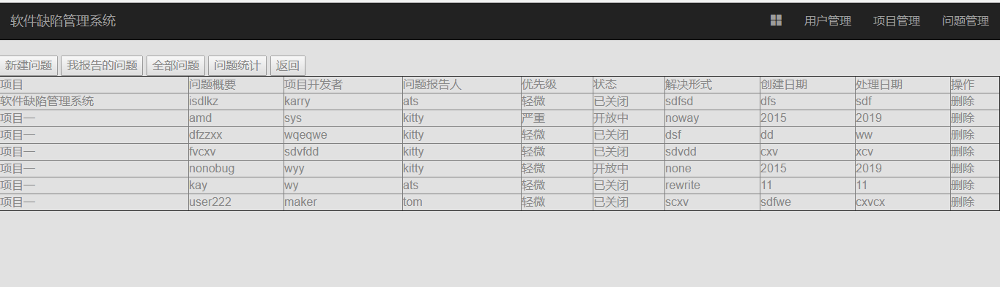 软件缺陷管理系统 用户管理 项目管理 问题管理
新建问题 我报告的问题 全部问题 问题统计 返回
项目 问题概要 项目开发者 问题报告人 优先级 状态 解决形式 创建日期 处理日期 操作
软件缺陷管理系统 isdlkz karry ats 轻微 已关闭 sdfsd dfs sdf 删除
项目一 amd sys kitty 严重 开放中 noway 2015 2019 删除
项目一 dfzzxx wqeqwe kitty 轻微 已关闭 dsf dd ww 删除
项目一 fvcxv sdvfdd kitty 轻微 已关闭 sdvdd cxv xcv 删除
项目一 nonobug wyy kitty 轻微 开放中 none 2015 2019 删除
项目一 kay wy ats 轻微 已关闭 rewrite 11 11 删除
项目一 user222 maker tom 轻微 已关闭 scxv sdfwe cxvcx 删除